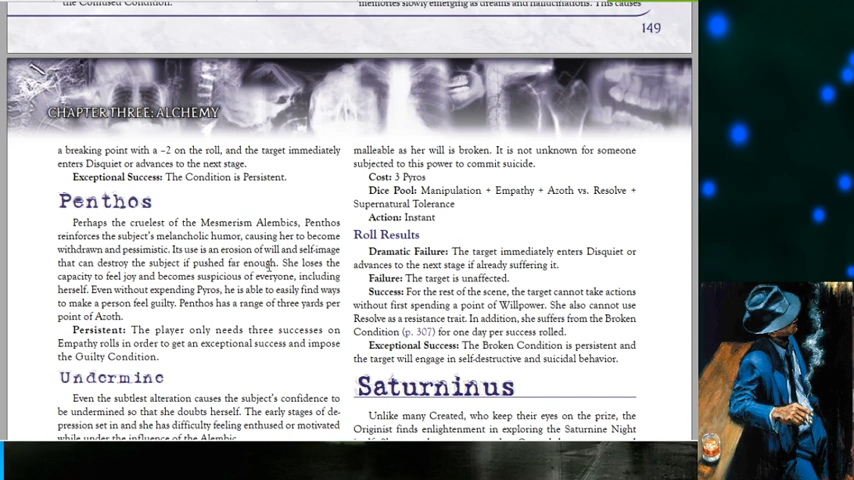 the Confused Condition.
memories slowly emerging as dreams and hallucinations. This causes
149
CHAPTER THREE: ALCHEMY
a breaking point with a –2 on the roll, and the target immediately
enters Disquiet or advances to the next stage.
Exceptional Success: The Condition is Persistent.
Penthos
Perhaps the cruelest of the Mesmerism Alembics, Penthos
reinforces the subject's melancholic humor, causing her to become
withdrawn and pessimistic. Its use is an erosion of will and self-image
that can destroy the subject if pushed far enough. She loses the
capacity to feel joy and becomes suspicious of everyone, including
herself. Even without expending Pyros, he is able to easily find ways
to make a person feel guilty. Penthos has a range of three yards per
point of Azoth.
Persistent: The player only needs three successes on
Empathy rolls in order to get an exceptional success and impose
the Guilty Condition.
Undermine
Even the subtlest alteration causes the subject's confidence to
be undermined so that she doubts herself. The early stages of de-
pression set in and she has difficulty feeling enthused or motivated
while under the influence of the Alembic.
malleable as her will is broken. It is not unknown for someone
subjected to this power to commit suicide.
Cost: 3 Pyros
Dice Pool: Manipulation + Empathy + Azoth vs. Resolve +
Supernatural Tolerance
Action: Instant
Roll Results
Dramatic Failure: The target immediately enters Disquiet or
advances to the next stage if already suffering it.
Failure: The target is unaffected.
Success: For the rest of the scene, the target cannot take actions
without first spending a point of Willpower. She also cannot use
Resolve as a resistance trait. In addition, she suffers from the Broken
Condition (p. 307) for one day per success rolled.
Exceptional Success: The Broken Condition is persistent and
the target will engage in self-destructive and suicidal behavior.
Saturninus
Unlike many Created, who keep their eyes on the prize, the
Originist finds enlightenment in exploring the Saturnine Night